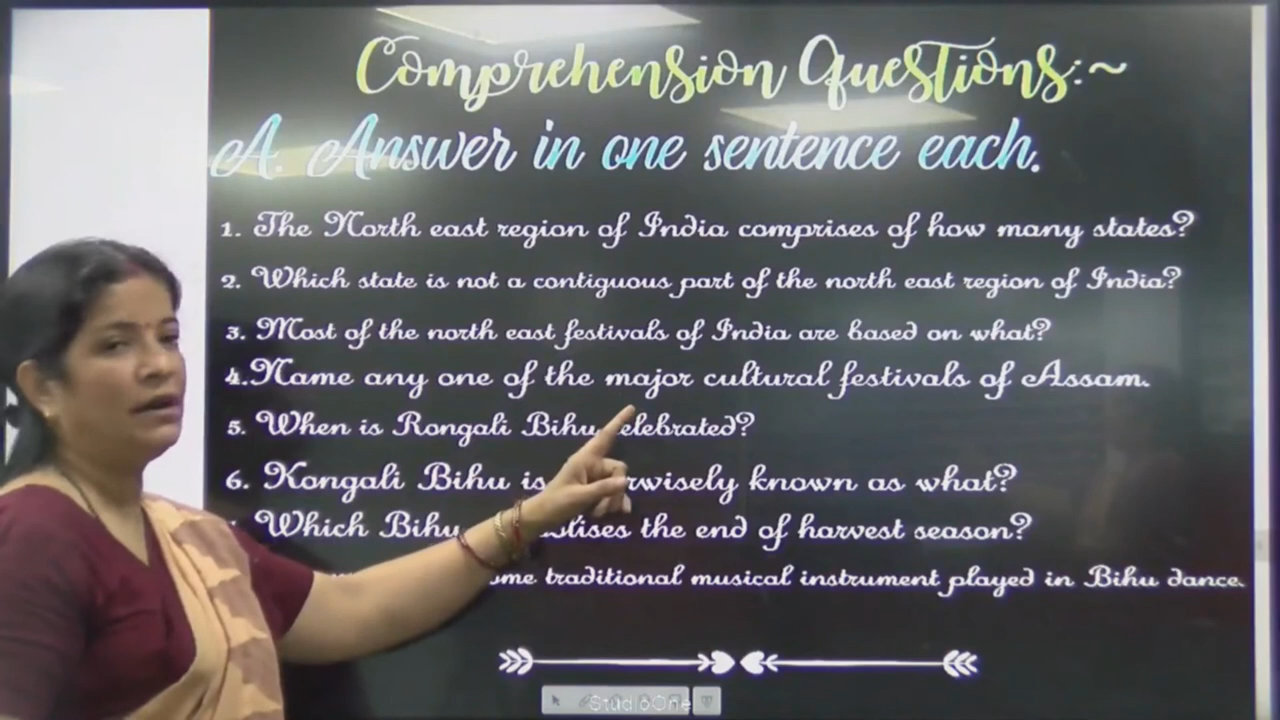 Comprehension Questions:~
A. Answer in one sentence each.
1. The North east region of India comprises of how many states?
2. Which state is not a contiguous part of the north east region of India?
3. Most of the north east festivals of India are based on what?
4. Name any one of the major cultural festivals of Assam.
5. When is Rongali Bihu celebrated?
6. Kongali Bihu is known as what?
Which Bihu the end of harvest season?
traditional musical instrument played in Bihu dance.
StudioOne